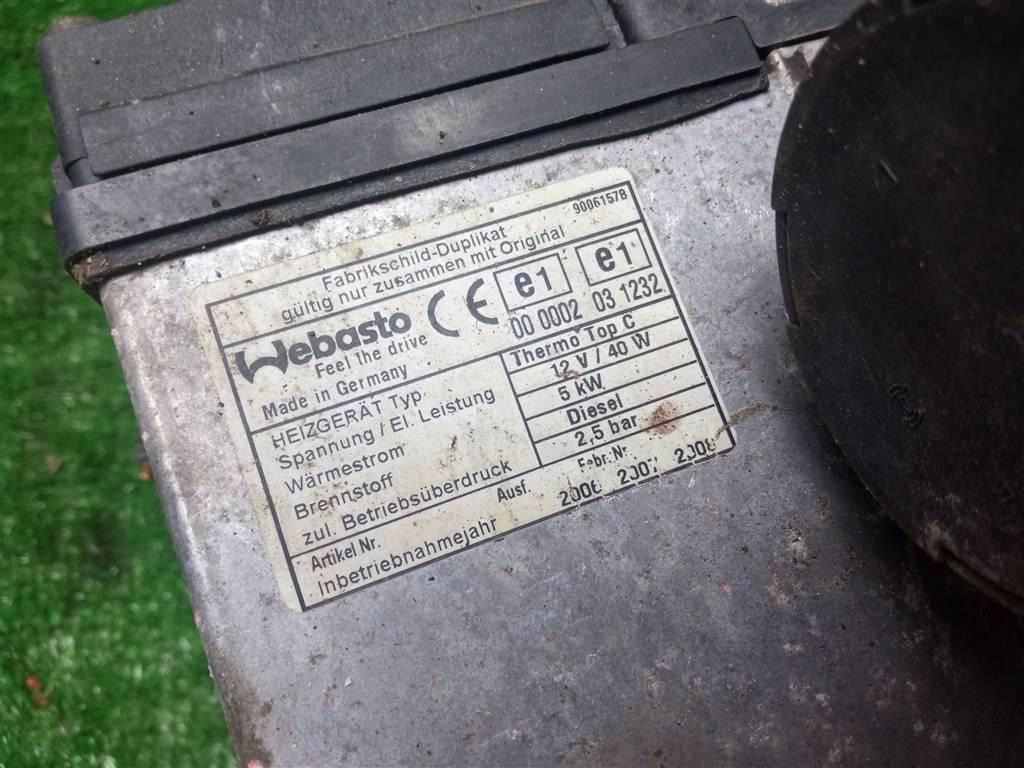 90061578
Fabrikschild-Duplikat
gültig nur zusammen mit Original
Webasto CE e1 e1
Feel the drive 00 0002 03 1232
Made in Germany
HEIZGERÄT Typ Thermo Top C
Spannung / El. Leistung 12 V / 40 W
Wärmestrom 5 kW
Brennstoff Diesel
zul. Betriebsüberdruck 2,5 bar
Artikel Nr. Ausf. Fabr.Nr.
Inbetriebnahmejahr 2006 2007 2008